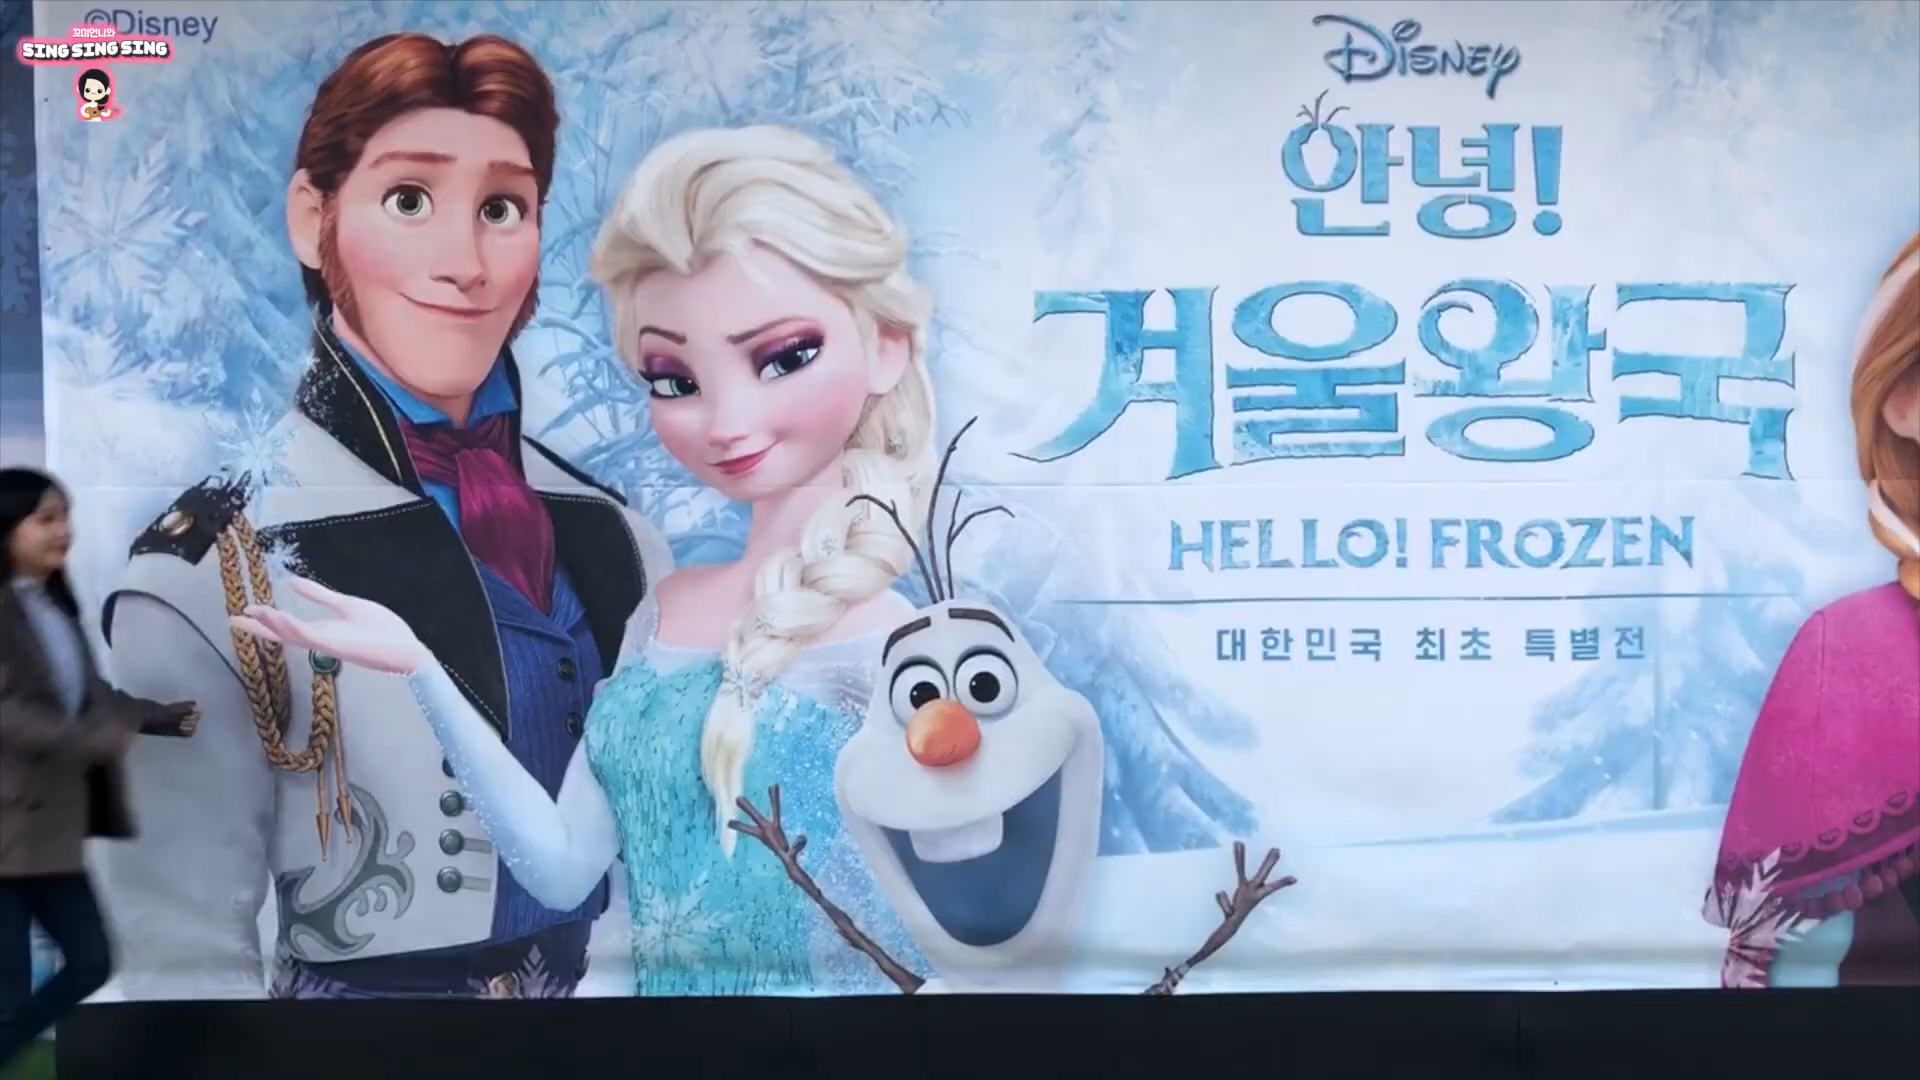 ©Disney
꼬미언니와
SING SING SING
Disney
안녕!
겨울왕국
HELLO! FROZEN
대한민국 최초 특별전